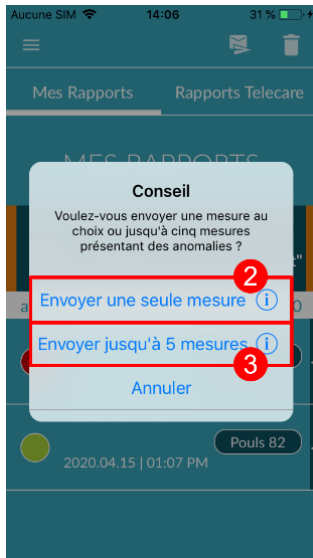 Aucune SIM 14:06 31 %
Mes Rapports Rapports Telecare
MES RAPPORTS
Conseil
Voulez-vous envoyer une mesure au
choix ou jusqu'à cinq mesures
présentant des anomalies ?
2
Envoyer une seule mesure i
Envoyer jusqu'à 5 mesures i
3
Annuler
Pouls 82
2020.04.15 | 01:07 PM